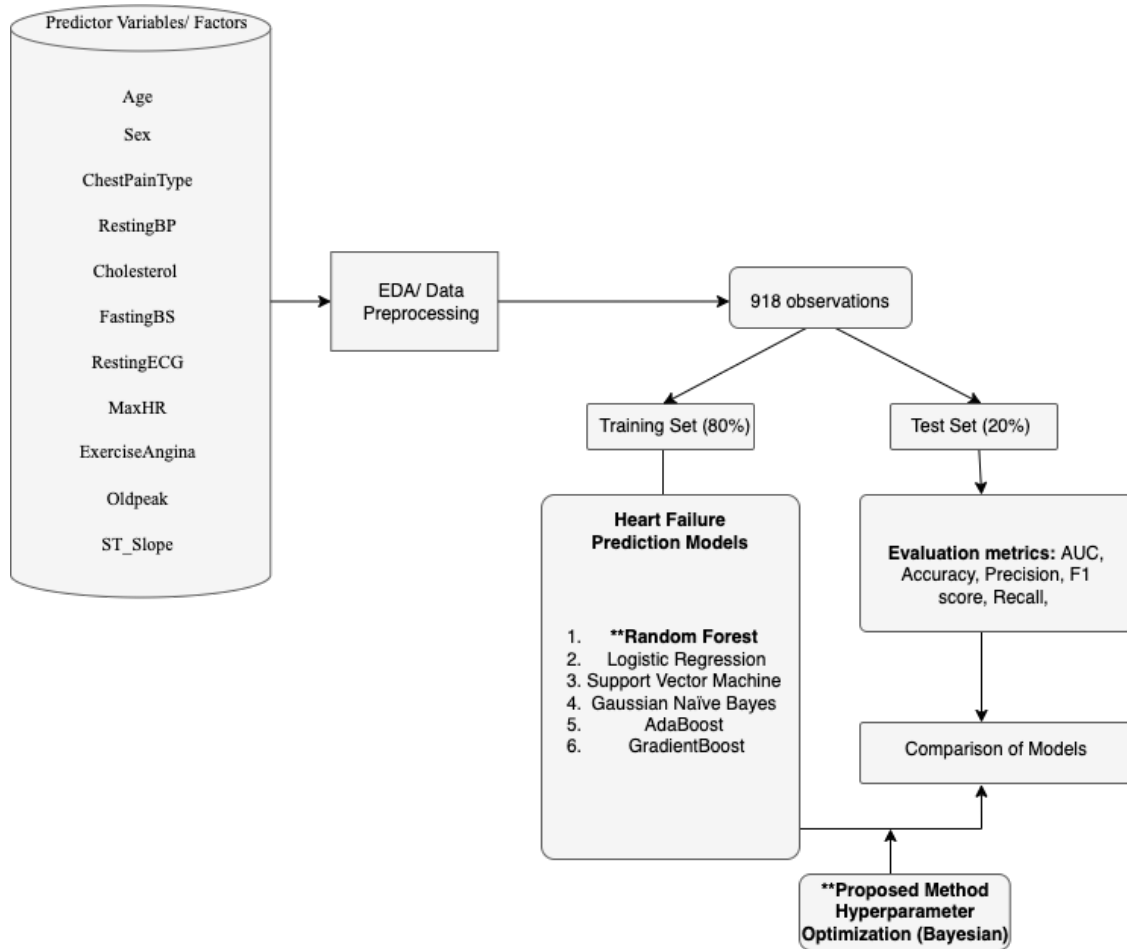 Predictor Variables/ Factors
Age
Sex
ChestPainType
RestingBP
Cholesterol
FastingBS
RestingECG
MaxHR
ExerciseAngina
Oldpeak
ST_Slope
EDA/ Data
Preprocessing
918 observations
Training Set (80%)
Test Set (20%)
Heart Failure
Prediction Models
1. **Random Forest
2. Logistic Regression
3. Support Vector Machine
4. Gaussian Naïve Bayes
5. AdaBoost
6. GradientBoost
Evaluation metrics: AUC,
Accuracy, Precision, F1
score, Recall,
Comparison of Models
**Proposed Method
Hyperparameter
Optimization (Bayesian)